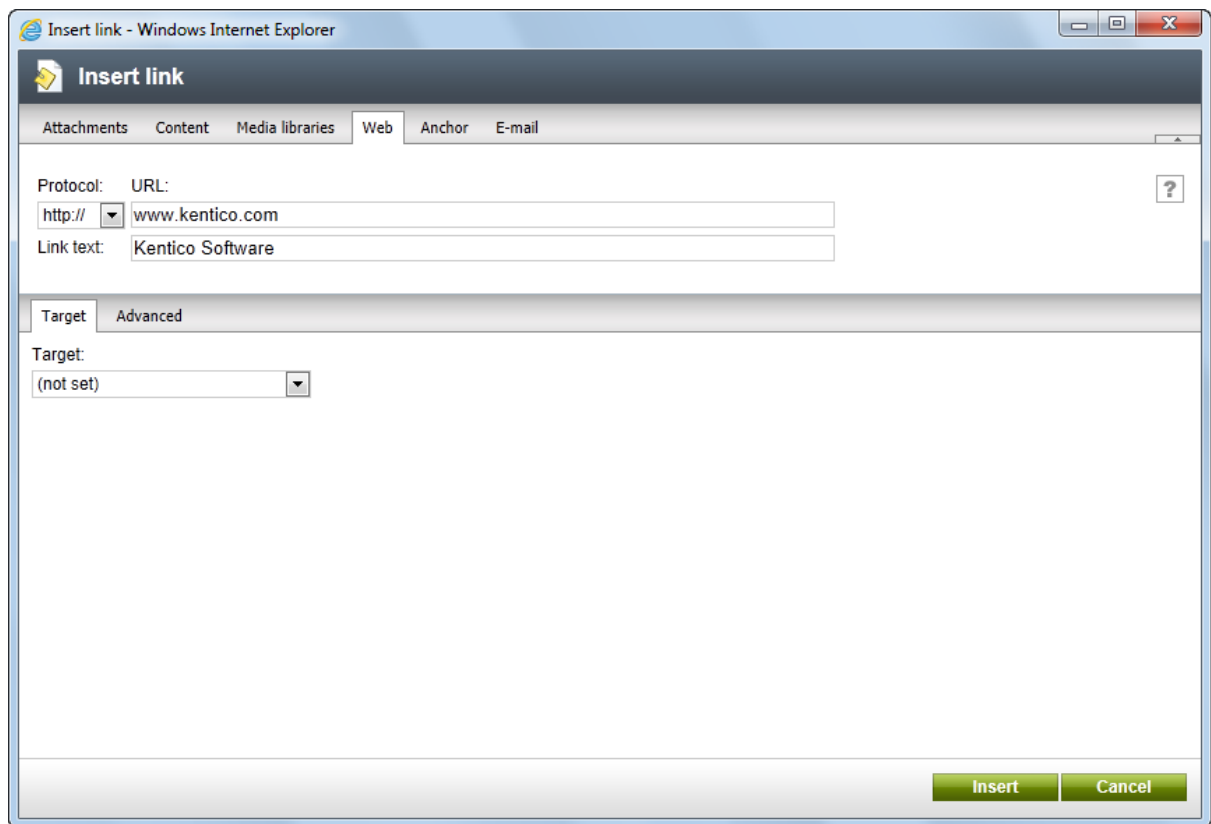 Insert link - Windows Internet Explorer
Insert link
Attachments Content Media libraries Web Anchor E-mail
Protocol: URL:
http:// www.kentico.com
?
Link text: Kentico Software
Target Advanced
Target:
(not set)
Insert Cancel